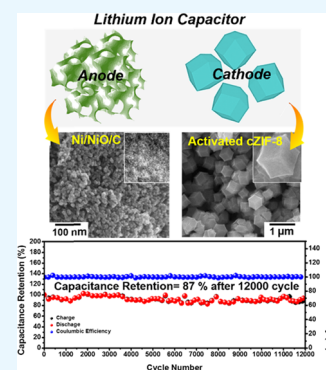 Lithium Ion Capacitor
Anode
Cathode
Ni/NiO/C
Activated cZIF-8
100 nm
1 µm
Capacitance Retention (%)
200
180
160
140
120
100
80
60
40
20
0
Capacitance Retention= 87 % after 12000 cycle
Charge
Dischage
Coulumbic Efficiency
140
120
100
80
60
40
20
0 1000 2000 3000 4000 5000 6000 7000 8000 9000 10000 11000 12000
Cycle Number